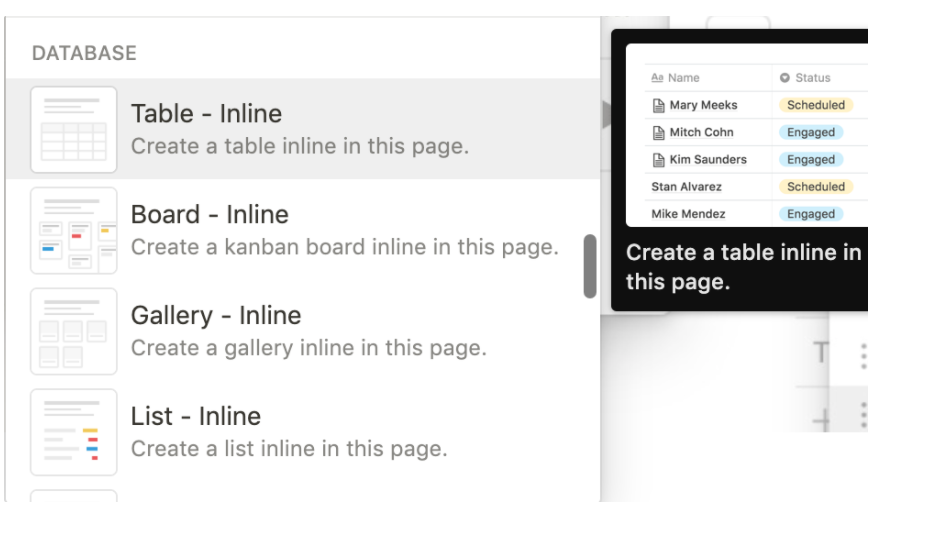 DATABASE
Table - Inline
Create a table inline in this page.
Board - Inline
Create a kanban board inline in this page.
Gallery - Inline
Create a gallery inline in this page.
List - Inline
Create a list inline in this page.
Aa Name Status
Mary Meeks Scheduled
Mitch Cohn Engaged
Kim Saunders Engaged
Stan Alvarez Scheduled
Mike Mendez Engaged
Create a table inline in
this page.
T
+